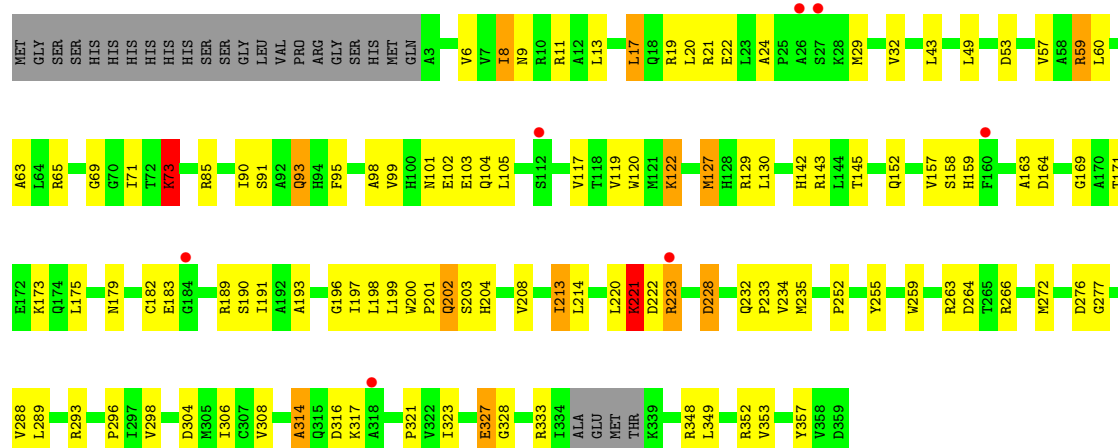 MET GLY SER SER HIS HIS HIS HIS HIS HIS SER SER GLY LEU VAL PRO ARG GLY SER HIS MET GLN A3 V6 V7 I8 N9 R10 R11 A12 L13 L17 Q18 R19 L20 R21 E22 L23 A24 P25 A26 S27 K28 M29 V32 L43 L49 D53 V57 A58 R59 L60
A63 L64 R65 G69 G70 I71 T72 K73 R85 I90 S91 A92 Q93 H94 F95 A98 V99 H100 N101 E102 E103 Q104 L105 S112 V117 T118 V119 W120 M121 K122 M127 H128 R129 L130 H142 R143 L144 T145 Q152 V157 S158 H159 F160 A163 D164 G169 A170 T171
E172 K173 Q174 L175 N179 C182 E183 G184 R189 S190 I191 A192 A193 G196 I197 L198 L199 W200 P201 Q202 S203 H204 V208 I213 L214 L220 K221 D222 R223 D228 Q232 P233 V234 M235 P252 Y255 W259 R263 D264 T265 R266 M272 D276 G277
V288 L289 R293 P296 I297 V298 D304 M305 I306 C307 V308 A314 Q315 D316 K317 A318 P321 V322 I323 E327 G328 R333 I334 ALA GLU MET THR K339 R348 L349 R352 V353 Y357 V358 D359